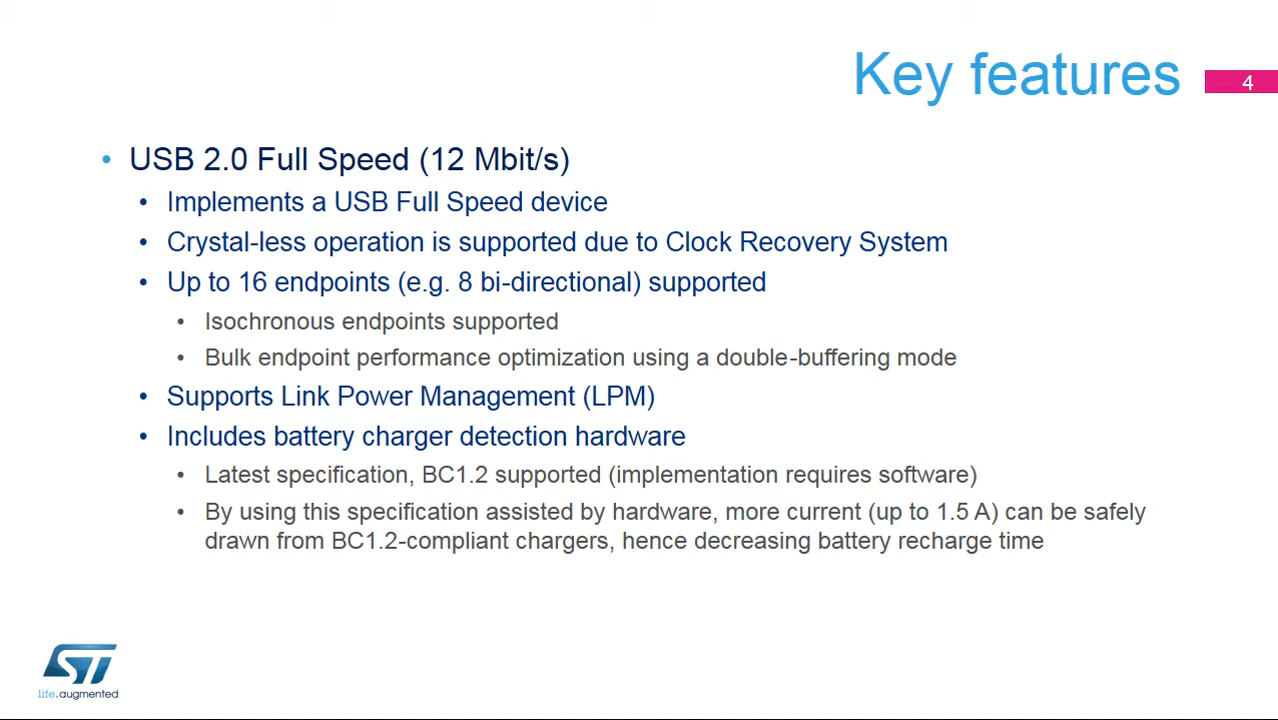 Key features
4
• USB 2.0 Full Speed (12 Mbit/s)
• Implements a USB Full Speed device
• Crystal-less operation is supported due to Clock Recovery System
• Up to 16 endpoints (e.g. 8 bi-directional) supported
• Isochronous endpoints supported
• Bulk endpoint performance optimization using a double-buffering mode
• Supports Link Power Management (LPM)
• Includes battery charger detection hardware
• Latest specification, BC1.2 supported (implementation requires software)
• By using this specification assisted by hardware, more current (up to 1.5 A) can be safely
drawn from BC1.2-compliant chargers, hence decreasing battery recharge time
ST
life.augmented